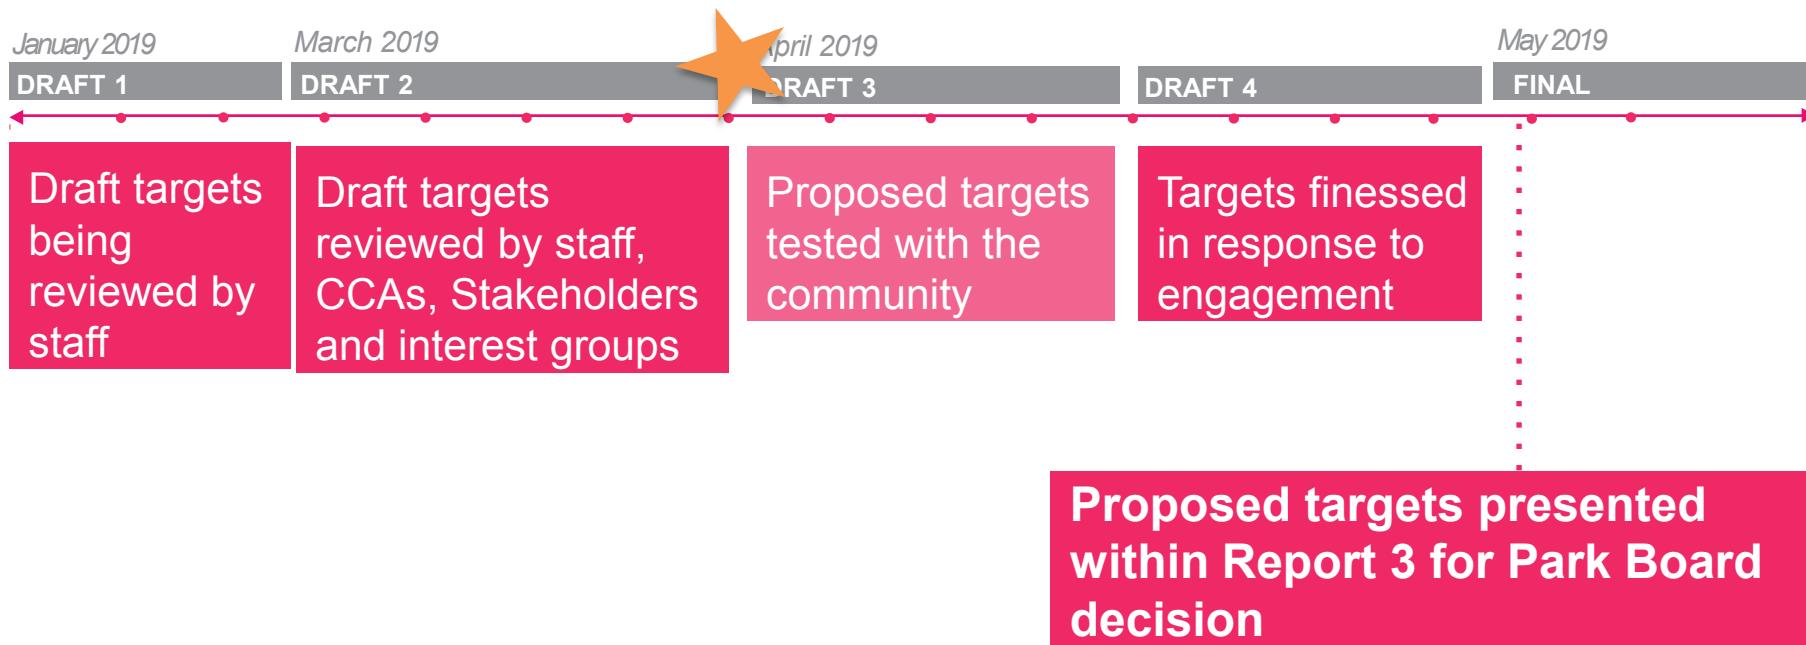 January 2019
March 2019
April 2019
May 2019
DRAFT 1
DRAFT 2
DRAFT 3
DRAFT 4
FINAL
Draft targets
being
reviewed by
staff
Draft targets
reviewed by staff,
CCAs, Stakeholders
and interest groups
Proposed targets
tested with the
community
Targets finessed
in response to
engagement
Proposed targets presented
within Report 3 for Park Board
decision